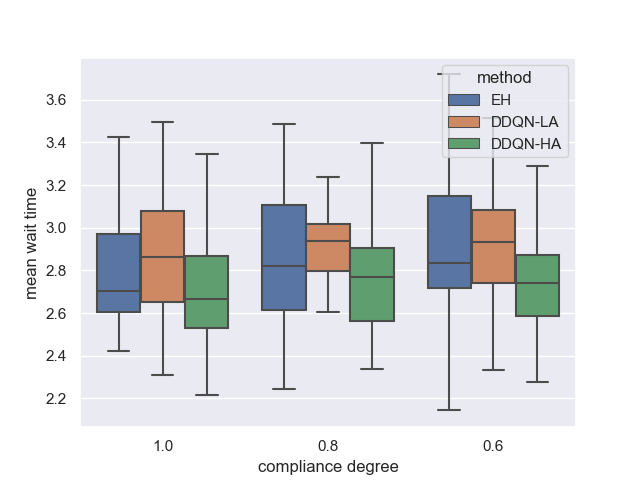 method
EH
DDQN-LA
DDQN-HA
3.6
3.4
3.2
3.0
2.8
2.6
2.4
2.2
mean wait time
1.0 0.8 0.6
compliance degree